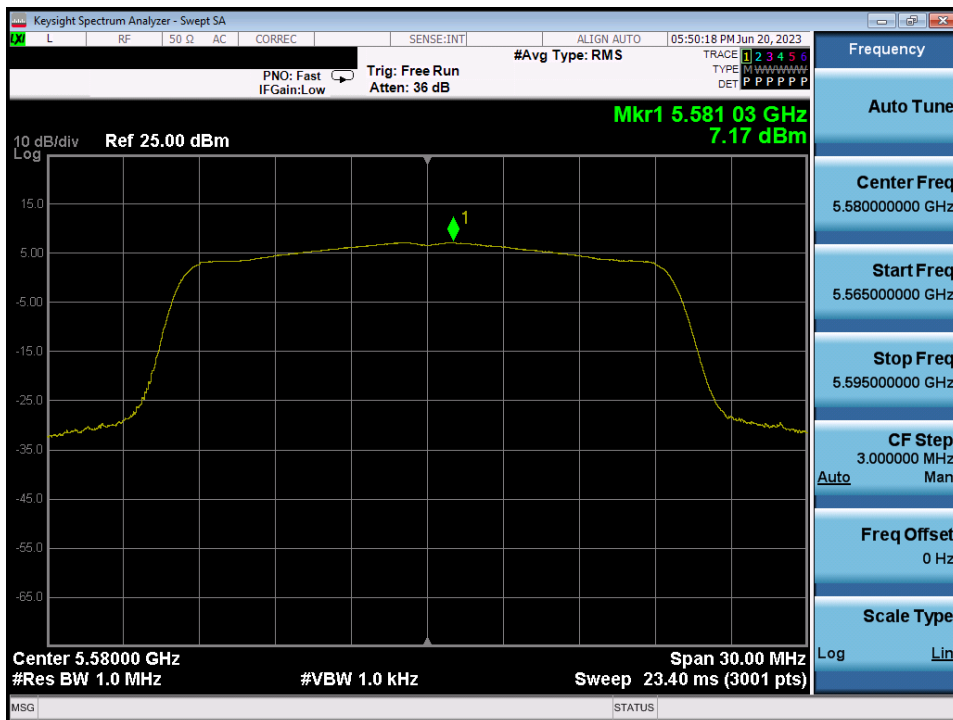 Keysight Spectrum Analyzer - Swept SA
LXI L RF 50 Ω AC CORREC SENSE:INT ALIGN AUTO 05:50:18 PM Jun 20, 2023
PNO: Fast Trig: Free Run #Avg Type: RMS TRACE 1 2 3 4 5 6
IFGain:Low Atten: 36 dB TYPE M WWWWW
DET P P P P P P
Mkr1 5.581 03 GHz
7.17 dBm
10 dB/div Ref 25.00 dBm
Log
15.0
1
5.00
-5.00
-15.0
-25.0
-35.0
-45.0
-55.0
-65.0
Center 5.58000 GHz Span 30.00 MHz
#Res BW 1.0 MHz #VBW 1.0 kHz Sweep 23.40 ms (3001 pts)
MSG STATUS
Frequency
Auto Tune
Center Freq
5.580000000 GHz
Start Freq
5.565000000 GHz
Stop Freq
5.595000000 GHz
CF Step
3.000000 MHz
Auto Man
Freq Offset
0 Hz
Scale Type
Log Lin